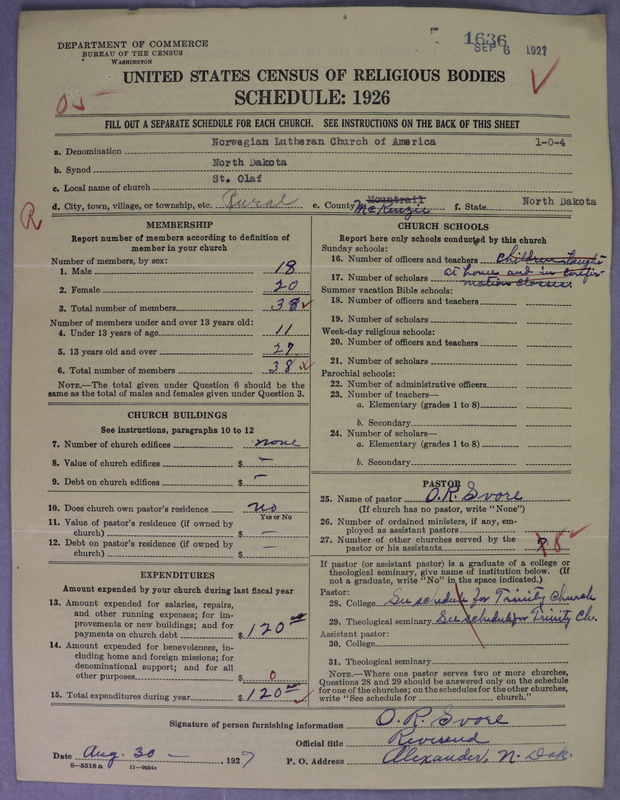 1636
SEP 6 1927
DEPARTMENT OF COMMERCE
BUREAU OF THE CENSUS
WASHINGTON
UNITED STATES CENSUS OF RELIGIOUS BODIES
SCHEDULE: 1926
FILL OUT A SEPARATE SCHEDULE FOR EACH CHURCH. SEE INSTRUCTIONS ON THE BACK OF THIS SHEET
a. Denomination Norwegian Lutheran Church of America 1-0-4
b. Synod North Dakota
c. Local name of church St. Olaf
d. City, town, village, or township, etc. Rural e. County Mountrail McKenzie f. State North Dakota
R
MEMBERSHIP
Report number of members according to definition of
member in your church
Number of members, by sex:
1. Male 18
2. Female 20
3. Total number of members 38
Number of members under and over 13 years old:
4. Under 13 years of age 11
5. 13 years old and over 27
6. Total number of members 38
NOTE.—The total given under Question 6 should be
the same as the total of males and females given under Question 3.
CHURCH BUILDINGS
See instructions, paragraphs 10 to 12
7. Number of church edifices none
8. Value of church edifices $ —
9. Debt on church edifices $ —
10. Does church own pastor's residence no
Yes or No
11. Value of pastor's residence (if owned by
church) $ —
12. Debt on pastor's residence (if owned by
church) $ —
EXPENDITURES
Amount expended by your church during last fiscal year
13. Amount expended for salaries, repairs,
and other running expenses; for im-
provements or new buildings; and for
payments on church debt $ 120
14. Amount expended for benevolences, in-
cluding home and foreign missions; for
denominational support; and for all
other purposes $ 0
15. Total expenditures during year $ 120
CHURCH SCHOOLS
Report here only schools conducted by this church
Sunday schools:
16. Number of officers and teachers children taught
17. Number of scholars at home and in confir-
mation classes
Summer vacation Bible schools:
18. Number of officers and teachers
19. Number of scholars
Week-day religious schools:
20. Number of officers and teachers
21. Number of scholars
Parochial schools:
22. Number of administrative officers
23. Number of teachers—
a. Elementary (grades 1 to 8)
b. Secondary
24. Number of scholars—
a. Elementary (grades 1 to 8)
b. Secondary
PASTOR
25. Name of pastor O. R. Svore
(If church has no pastor, write "None")
26. Number of ordained ministers, if any, em-
ployed as assistant pastors
27. Number of other churches served by the
pastor or his assistants 8
If pastor (or assistant pastor) is a graduate of a college or
theological seminary, give name of institution below. (If
not a graduate, write "No" in the space indicated.)
Pastor:
28. College See schedule for Trinity Church
29. Theological seminary See schedule for Trinity Ch.
Assistant pastor:
30. College
31. Theological seminary
NOTE.—Where one pastor serves two or more churches,
Questions 28 and 29 should be answered only on the schedule
for one of the churches; on the schedules for the other churches,
write "See schedule for church."
Signature of person furnishing information O. R. Svore
Official title Reverend
Date Aug. 30 — , 1927 P. O. Address Alexander, N. Dak.
8—5518a 11—9034